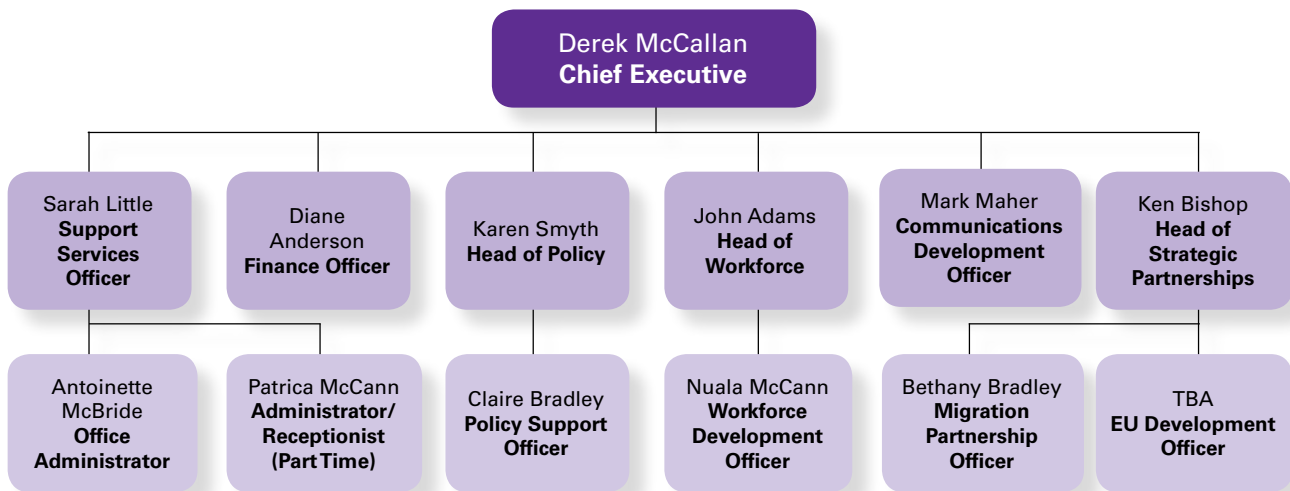 Derek McCallan
Chief Executive
Sarah Little
Support
Services
Officer
Diane
Anderson
Finance Officer
Karen Smyth
Head of Policy
John Adams
Head of
Workforce
Mark Maher
Communications
Development
Officer
Ken Bishop
Head of
Strategic
Partnerships
Antoinette
McBride
Office
Administrator
Patrica McCann
Administrator/
Receptionist
(Part Time)
Claire Bradley
Policy Support
Officer
Nuala McCann
Workforce
Development
Officer
Bethany Bradley
Migration
Partnership
Officer
TBA
EU Development
Officer